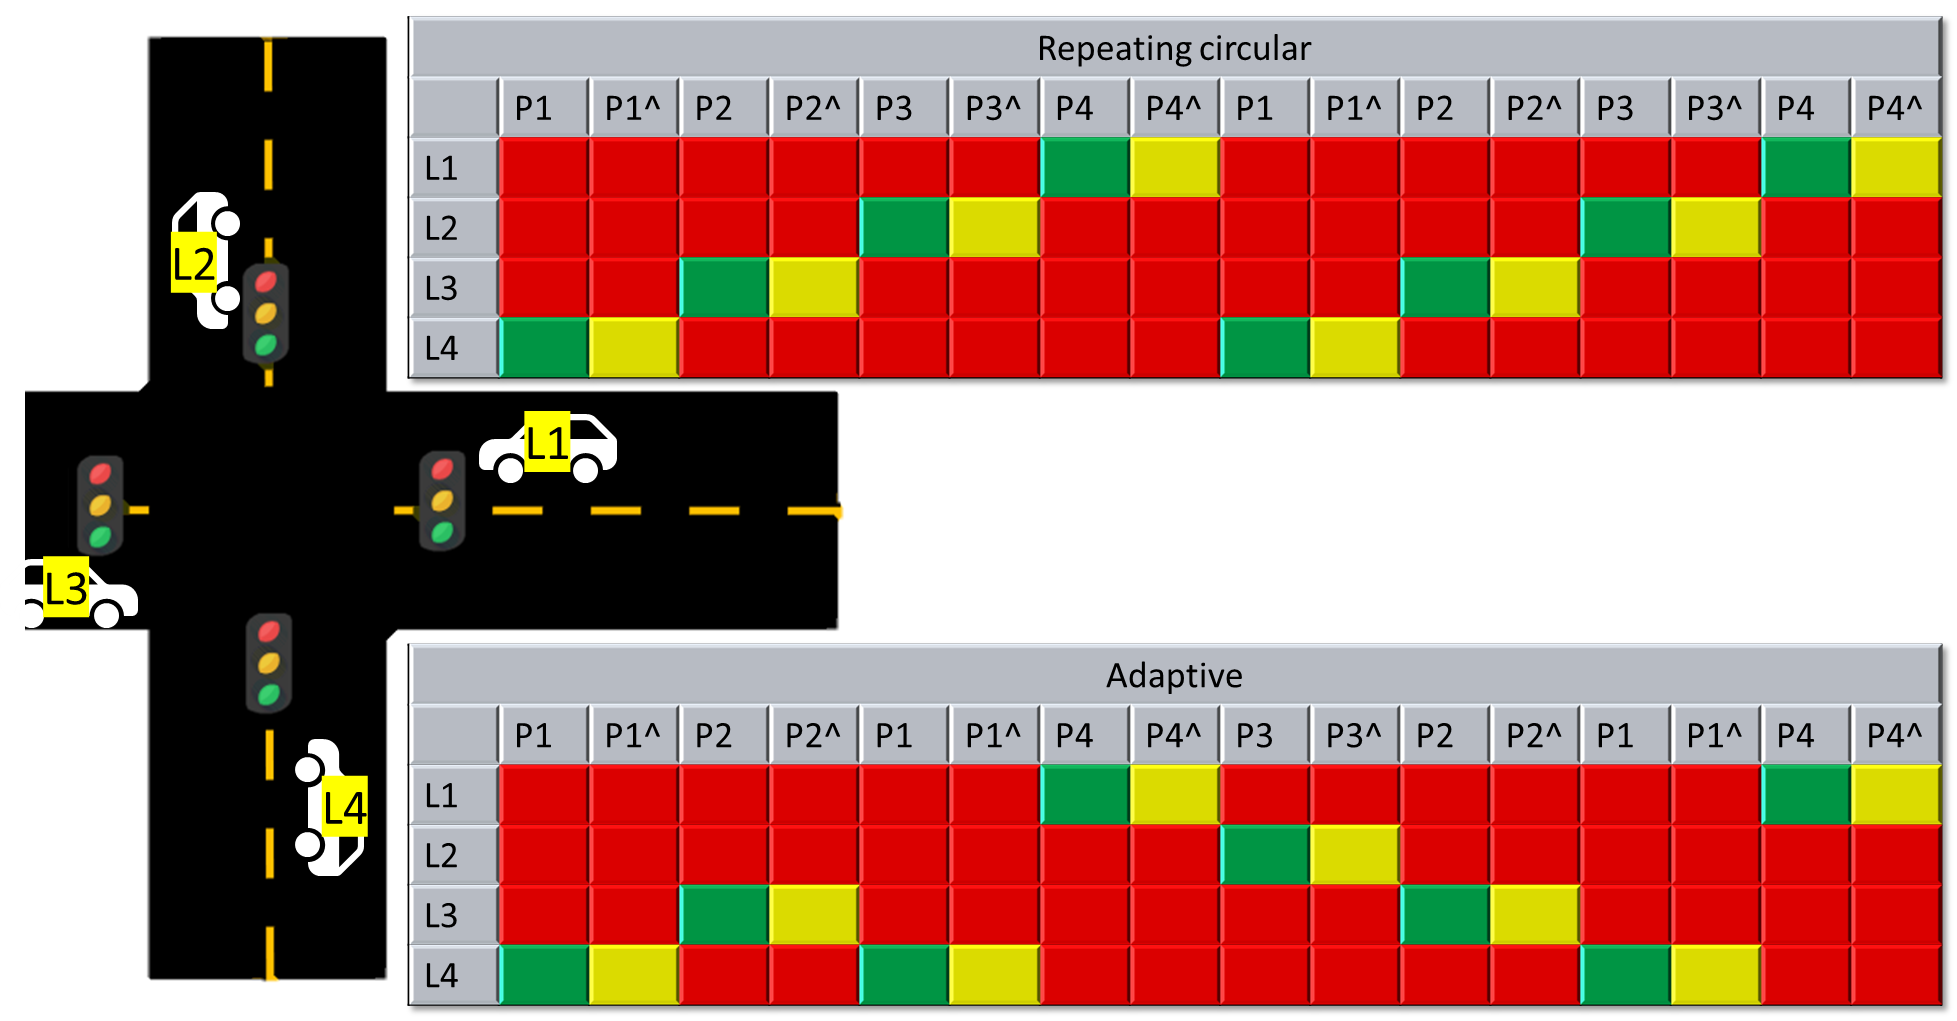 Repeating circular
P1 P1^ P2 P2^ P3 P3^ P4 P4^ P1 P1^ P2 P2^ P3 P3^ P4 P4^
L1
L2
L3
L4
L2
L1
L3
L4
Adaptive
P1 P1^ P2 P2^ P1 P1^ P4 P4^ P3 P3^ P2 P2^ P1 P1^ P4 P4^
L1
L2
L3
L4